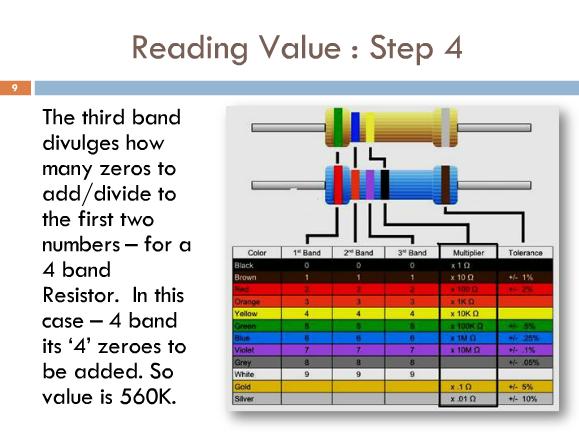 Reading Value : Step 4
9
The third band
divulges how
many zeros to
add/divide to
the first two
numbers – for a
4 band
Resistor. In this
case – 4 band
its ‘4’ zeroes to
be added. So
value is 560K.
Color 1st Band 2nd Band 3rd Band Multiplier Tolerance
Black 0 0 0 x 1 Ω
Brown 1 1 1 x 10 Ω +/- 1%
Red 2 2 2 x 100 Ω +/- 2%
Orange 3 3 3 x 1K Ω
Yellow 4 4 4 x 10K Ω
Green 5 5 5 x 100K Ω +/- .5%
Blue 6 6 6 x 1M Ω +/- .25%
Violet 7 7 7 x 10M Ω +/- .1%
Grey 8 8 8 +/- .05%
White 9 9 9
Gold x .1 Ω +/- 5%
Silver x .01 Ω +/- 10%